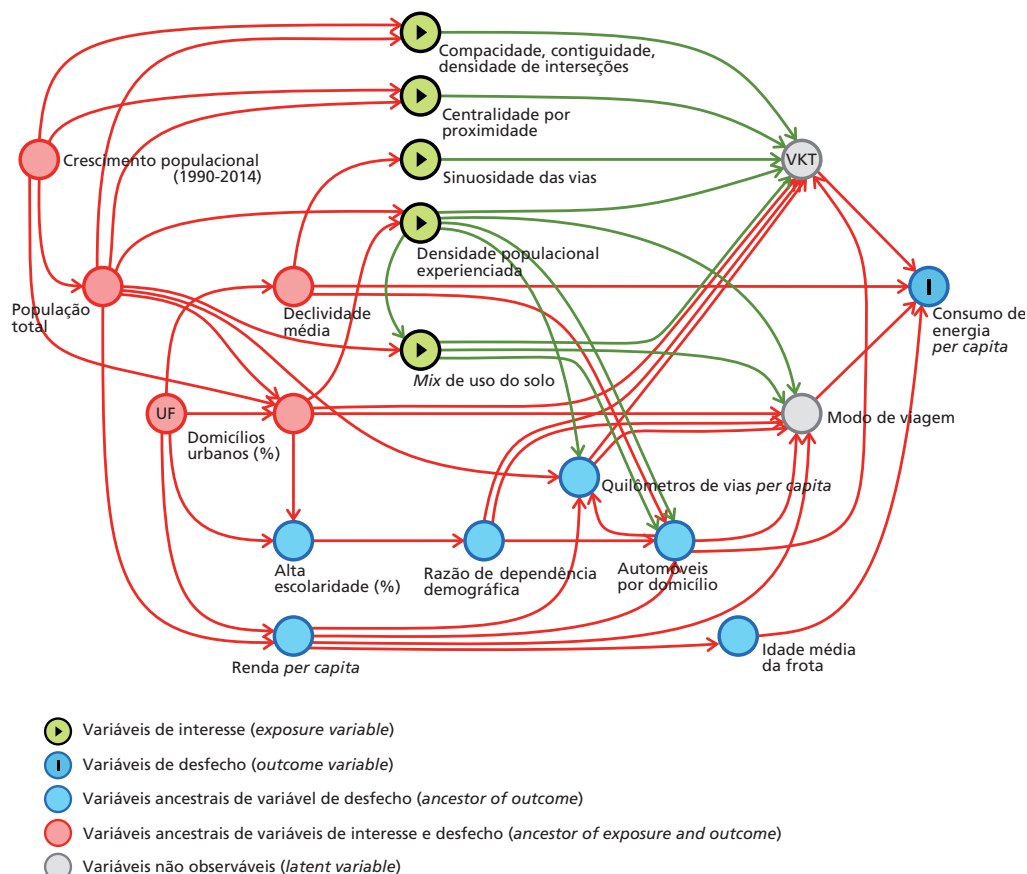 Compacidade, contiguidade,
densidade de interseções
Centralidade por
proximidade
Crescimento populacional
(1990-2014)
Sinuosidade das vias
VKT
Densidade populacional
experienciada
População
total
Declividade
média
I
Consumo de
energia
per capita
Mix de uso do solo
UF
Domicílios
urbanos (%)
Modo de viagem
Quilômetros de vias per capita
Alta
escolaridade (%)
Razão de dependência
demográfica
Automóveis
por domicílio
Renda per capita
Idade média
da frota
Variáveis de interesse (exposure variable)
I
Variáveis de desfecho (outcome variable)
Variáveis ancestrais de variável de desfecho (ancestor of outcome)
Variáveis ancestrais de variáveis de interesse e desfecho (ancestor of exposure and outcome)
Variáveis não observáveis (latent variable)